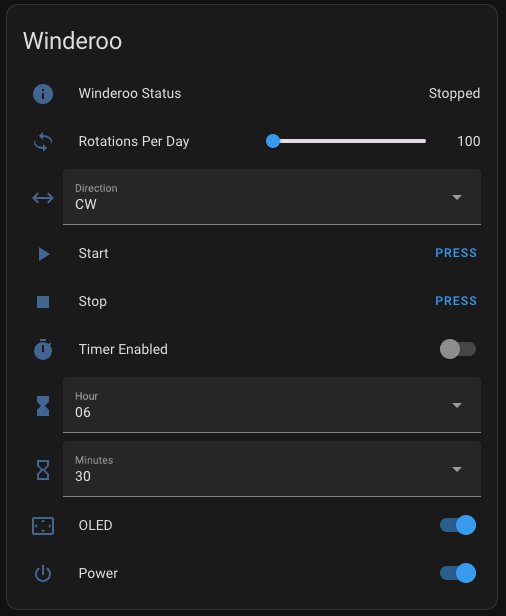 Winderoo
Winderoo Status Stopped
Rotations Per Day 100
Direction
CW
Start PRESS
Stop PRESS
Timer Enabled
Hour
06
Minutes
30
OLED
Power